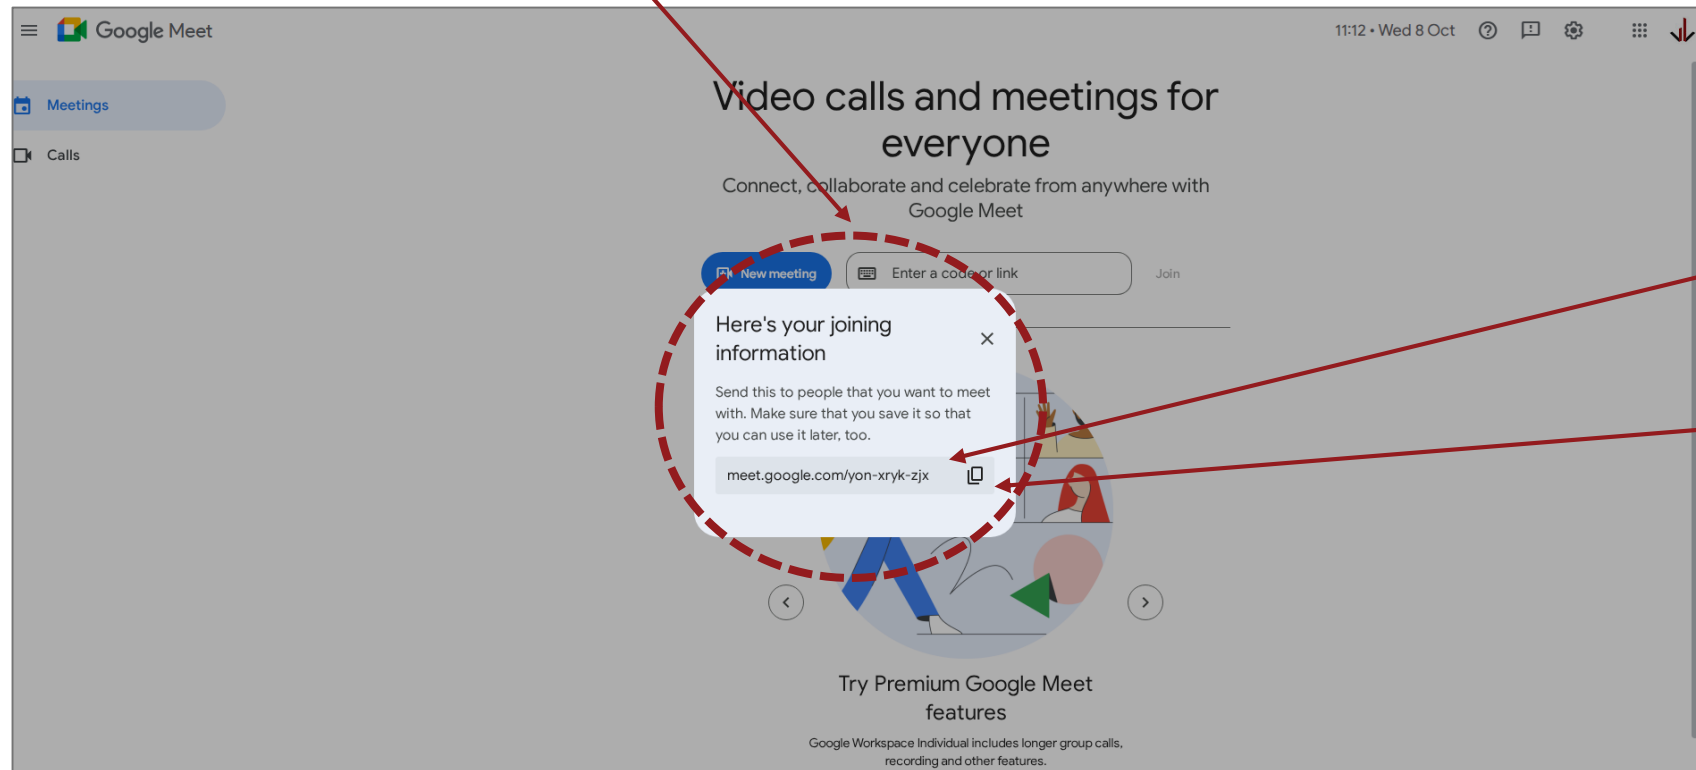 Google Meet
11:12 • Wed 8 Oct
Meetings
Calls
Video calls and meetings for
everyone
Connect, collaborate and celebrate from anywhere with
Google Meet
New meeting
Enter a code or link
Join
Here's your joining
information
Send this to people that you want to meet
with. Make sure that you save it so that
you can use it later, too.
meet.google.com/yon-xryk-zjx
Try Premium Google Meet
features
Google Workspace Individual includes longer group calls,
recording and other features.